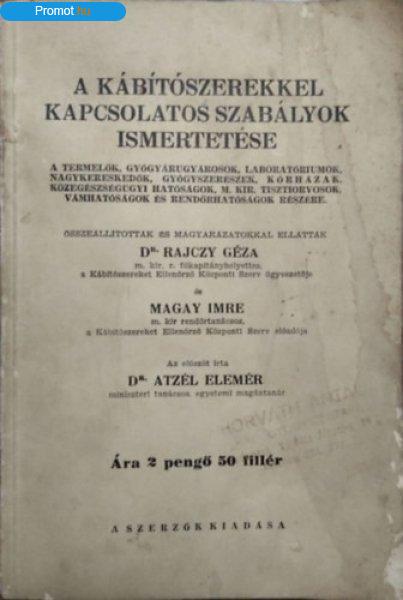 Promot.hu
A KÁBÍTÓSZEREKKEL
KAPCSOLATOS SZABÁLYOK
ISMERTETÉSE
A TERMELŐK, GYÓGYÁRUGYÁROSOK, LABORATÓRIUMOK,
NAGYKERESKEDŐK, GYÓGYSZERÉSZEK, KÓRHÁZAK,
KÖZEGÉSZSÉGÜGYI HATÓSÁGOK, M. KIR. TISZTIORVOSOK,
VÁMHATÓSÁGOK ÉS RENDŐRHATÓSÁGOK RÉSZÉRE.
ÖSSZEÁLLÍTOTTÁK ÉS MAGYARÁZATOKKAL ELLÁTTÁK
DR. RAJCZY GÉZA
m. kir. r. főkapitányhelyettes,
a Kábítószereket Ellenőrző Központi Szerv ügyvezetője
és
MAGAY IMRE
m. kir rendőrtanácsos,
a Kábítószereket Ellenőrző Központi Szerv előadója
Az előszót írta
DR. ATZÉL ELEMÉR
miniszteri tanácsos, egyetemi magántanár
Ára 2 pengő 50 fillér
A SZERZŐK KIADÁSA